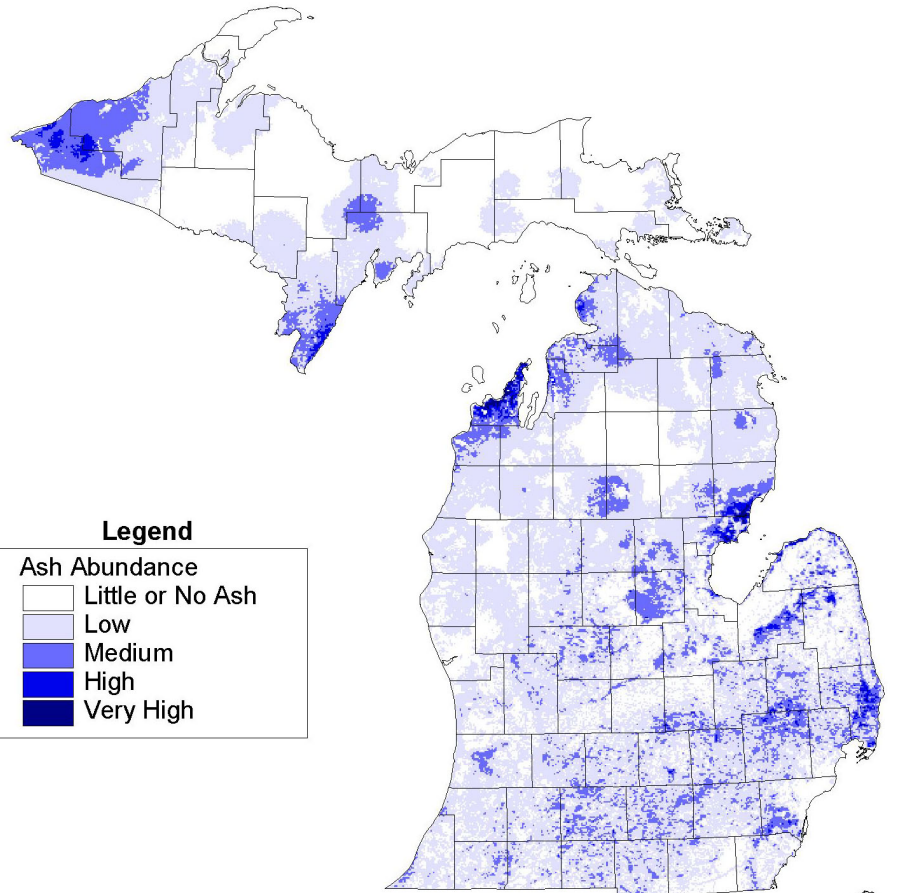 Legend
Ash Abundance
Little or No Ash
Low
Medium
High
Very High